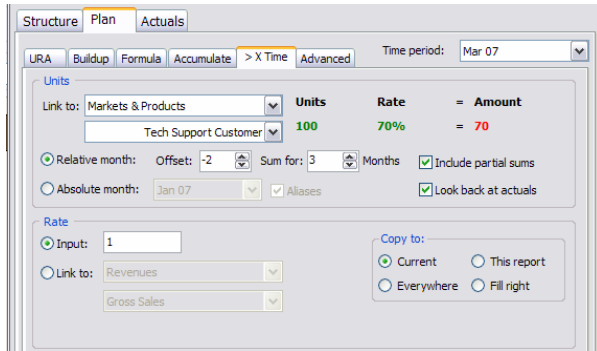 Structure Plan Actuals
URA Buildup Formula Accumulate > X Time Advanced Time period: Mar 07
Units
Link to: Markets & Products Units Rate = Amount
Tech Support Customer 100 70% = 70
Relative month: Offset: -2 Sum for: 3 Months Include partial sums
Absolute month: Jan 07 Aliases Look back at actuals
Rate
Input: 1 Copy to:
Current This report
Link to: Revenues
Everywhere Fill right
Gross Sales